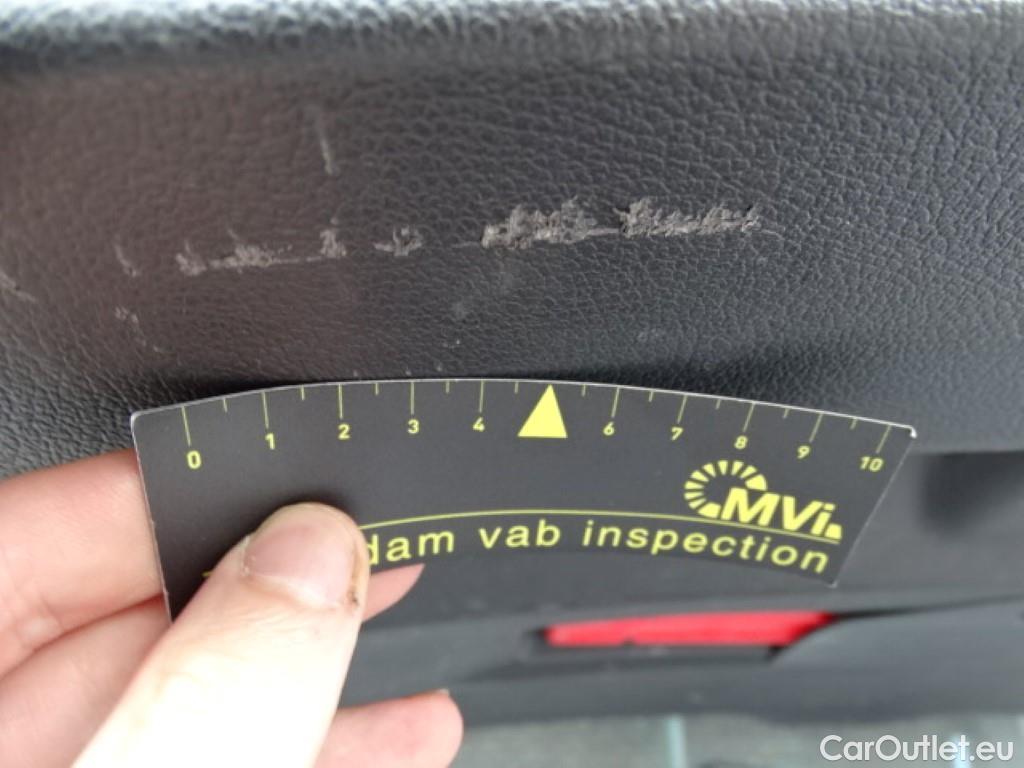 0 1 2 3 4 6 7 8 9 10
MVi
dam vab inspection
CarOutlet.eu